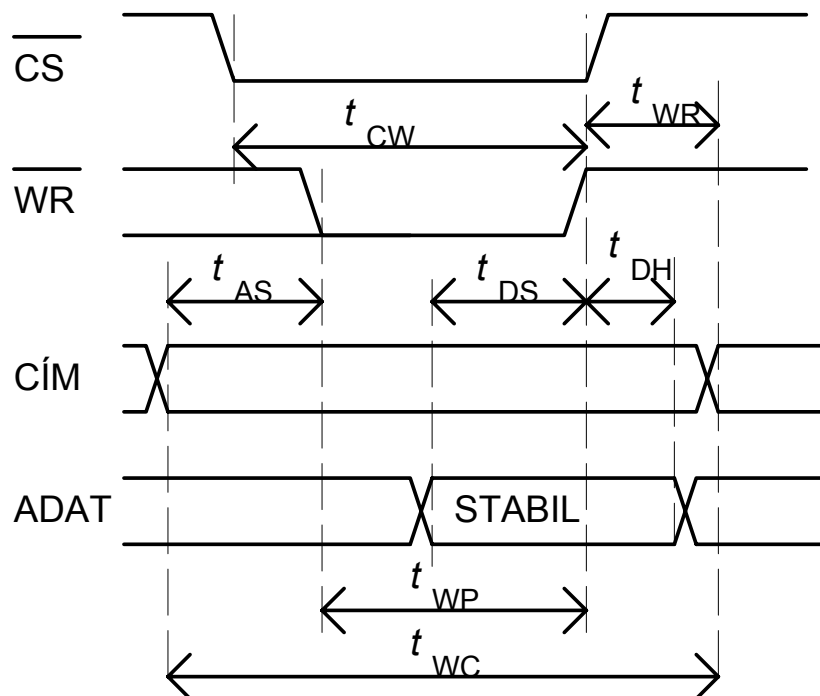 CS
t WR
t CW
WR
t AS
t DS
t DH
CÍM
ADAT
STABIL
t WP
t WC